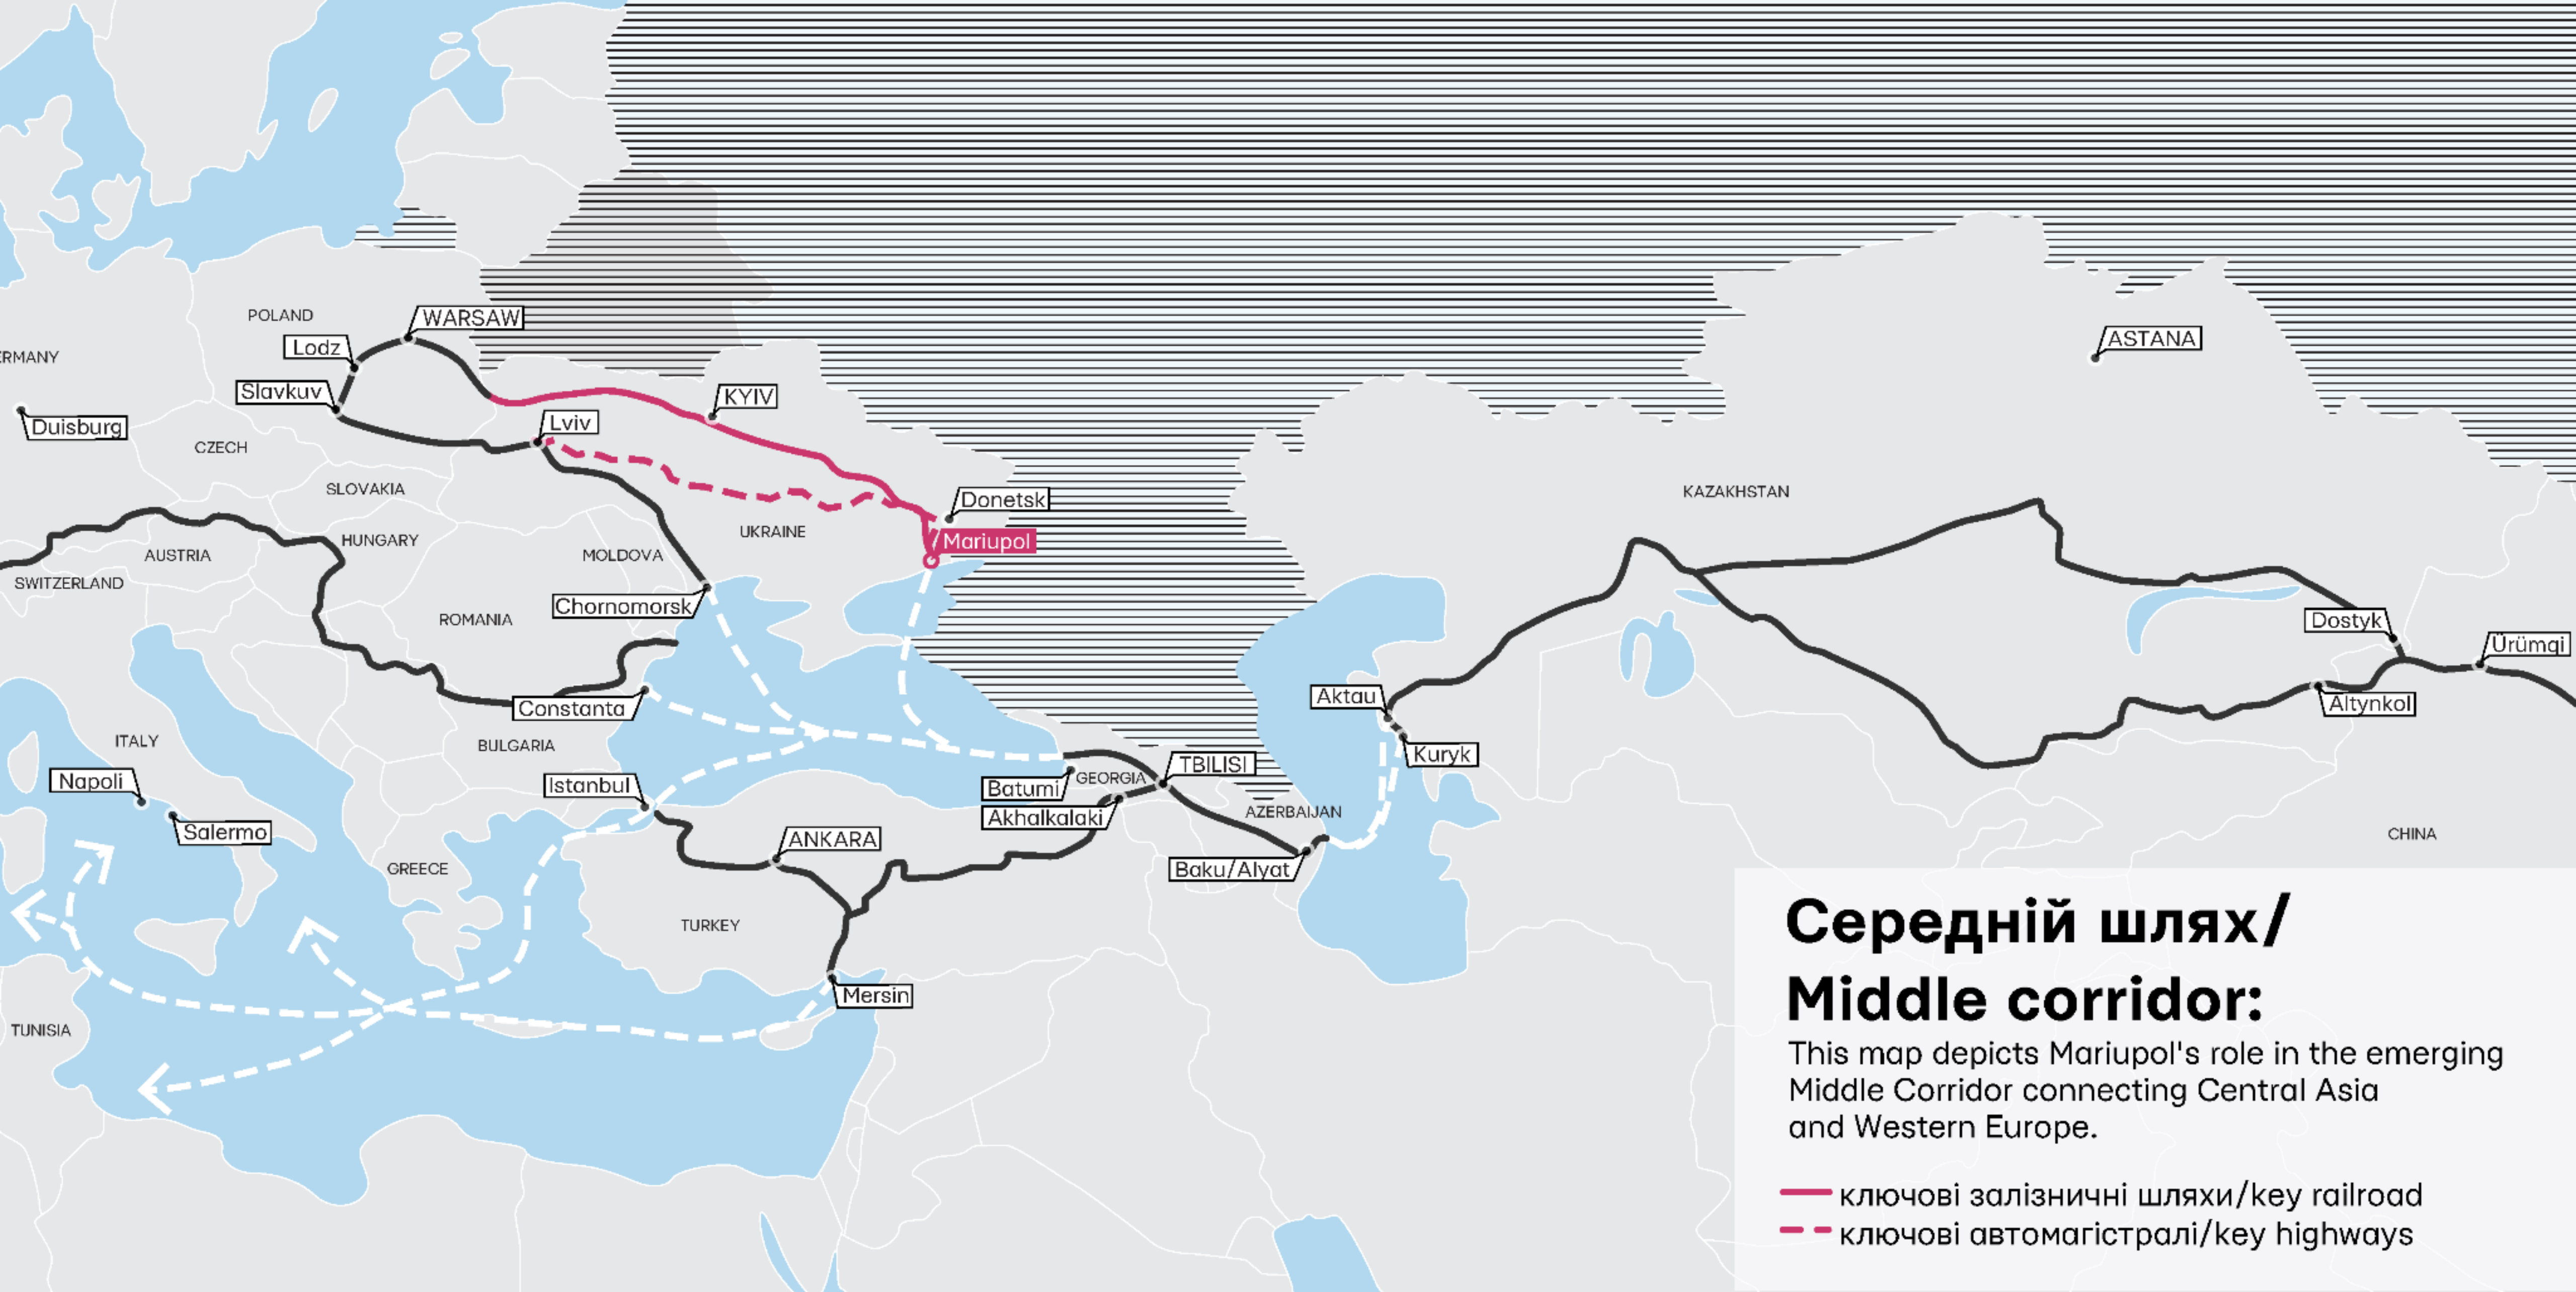 POLAND
WARSAW
Lodz
ERMANY
Slavkuv
KYIV
ASTANA
Duisburg
Lviv
CZECH
SLOVAKIA
Donetsk
KAZAKHSTAN
UKRAINE
Mariupol
HUNGARY
AUSTRIA
MOLDOVA
SWITZERLAND
Chornomorsk
ROMANIA
Dostyk
Ürümqi
Aktau
Altynkol
Constanta
ITALY
BULGARIA
Kuryk
TBILISI
Napoli
Istanbul
Batumi
GEORGIA
Akhalkalaki
AZERBAIJAN
Salermo
ANKARA
CHINA
GREECE
Baku/Alyat
TURKEY
Mersin
TUNISIA
Середній шлях/
Middle corridor:
This map depicts Mariupol's role in the emerging
Middle Corridor connecting Central Asia
and Western Europe.
ключові залізничні шляхи/key railroad
ключові автомагістралі/key highways